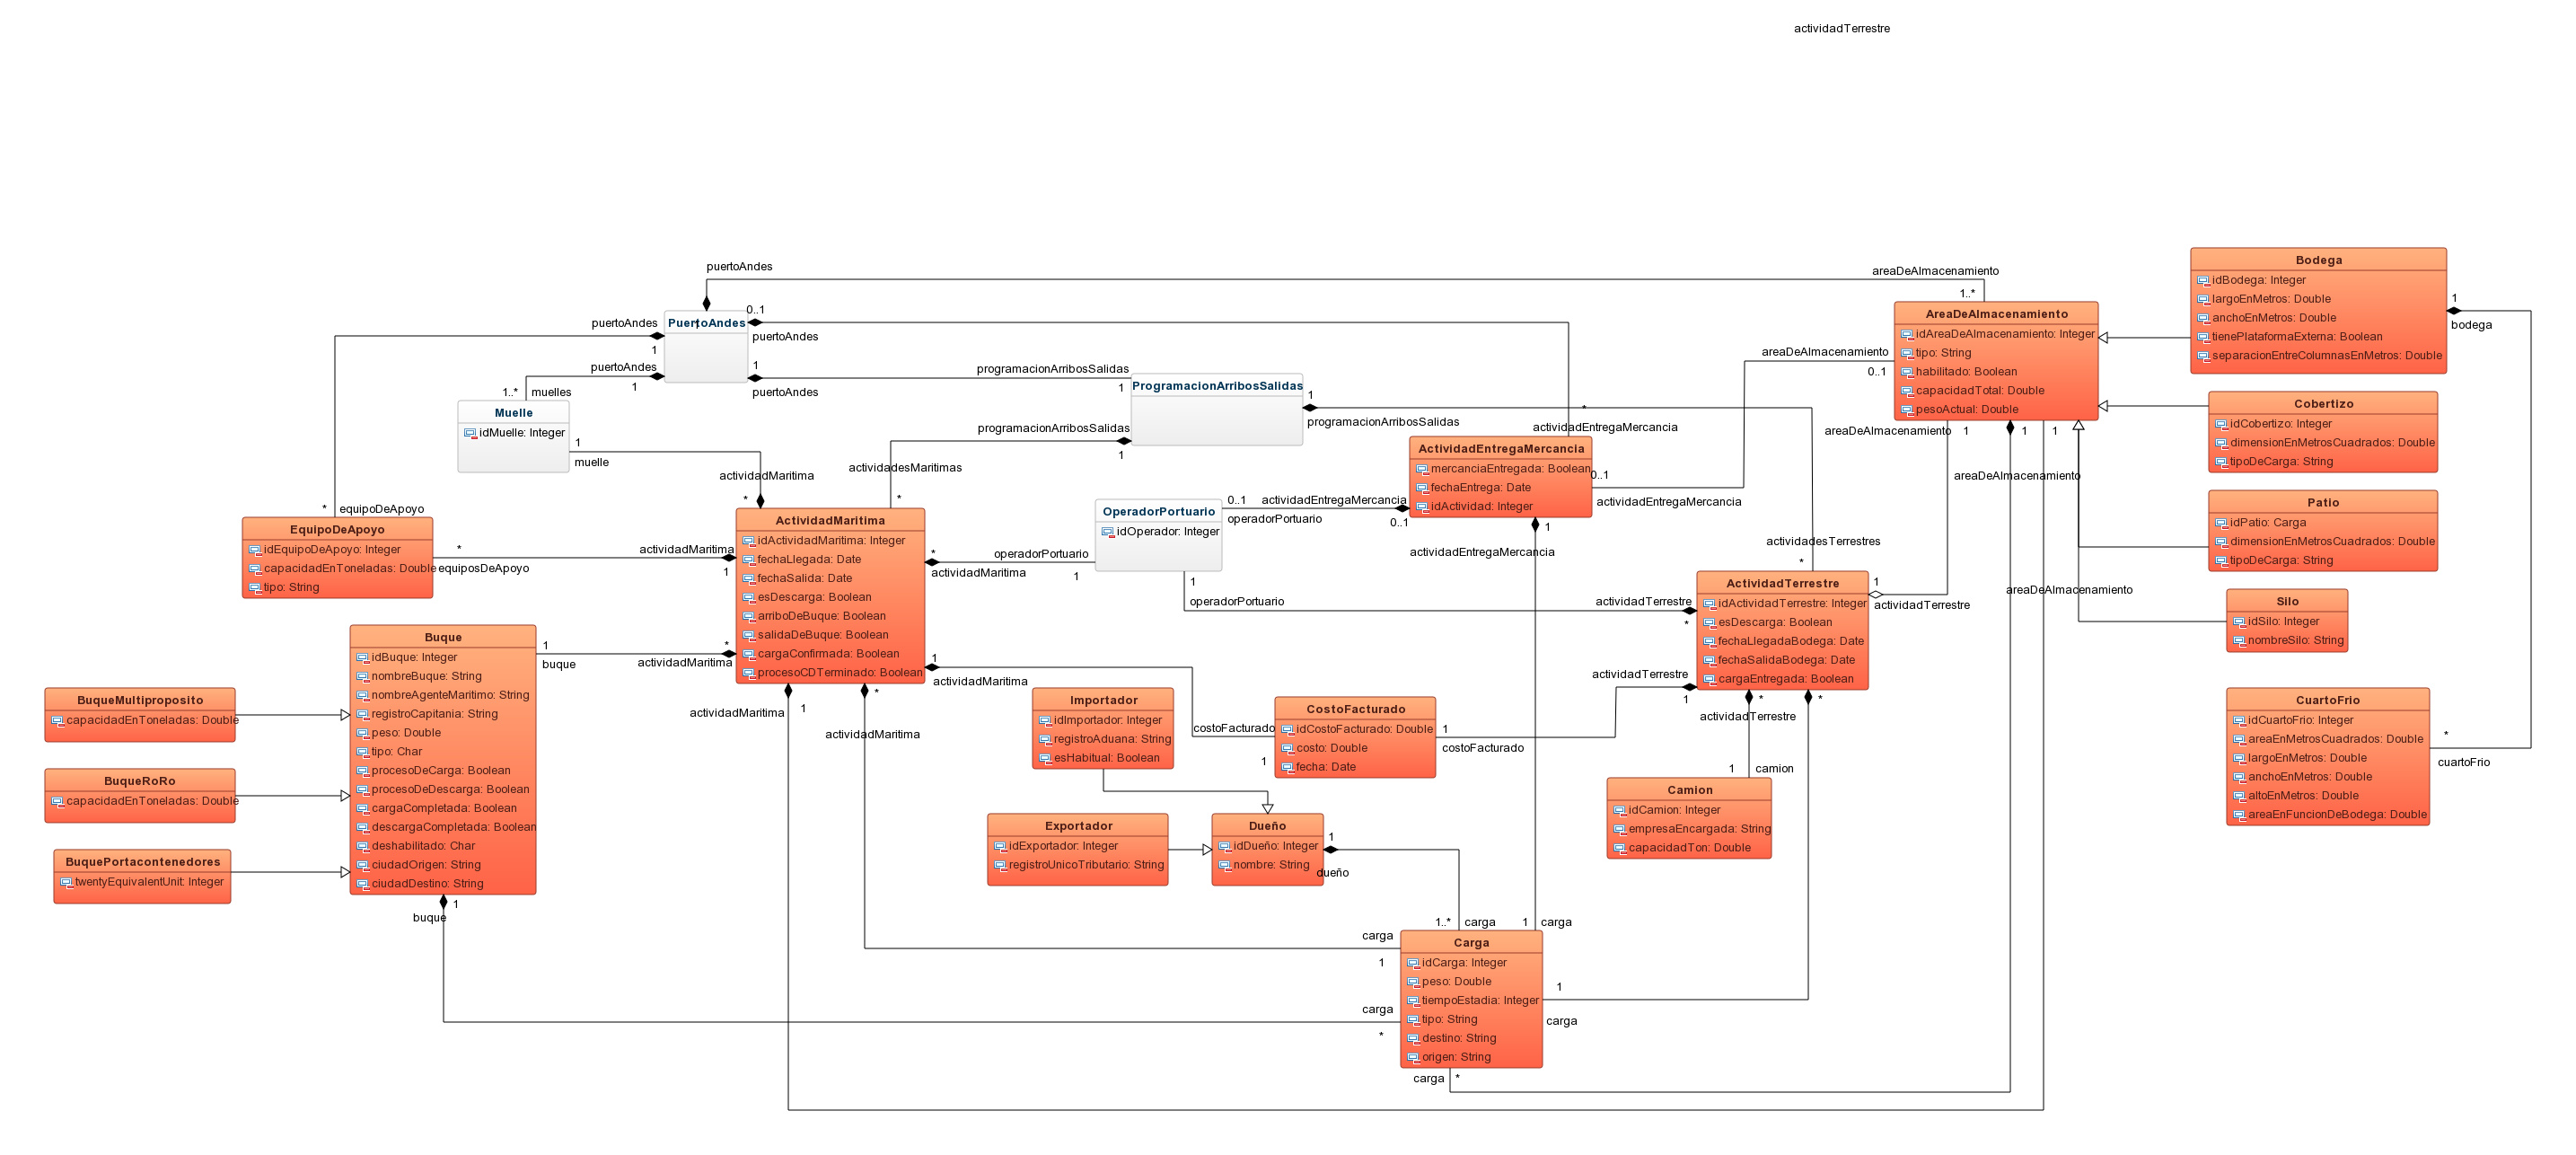 actividadTerrestre
puertoAndes
areaDeAlmacenamiento
1..*
0..1
puertoAndes
PuertoAndes
puertoAndes
1
1
puertoAndes
1
puertoAndes
programacionArribosSalidas
1
1..*
muelles
Muelle
idMuelle: Integer
1
muelle
ProgramacionArribosSalidas
1
programacionArribosSalidas
programacionArribosSalidas
1
actividadesMaritimas
*
actividadMaritima
*
*
actividadEntregaMercancia
areaDeAlmacenamiento
0..1
AreaDeAlmacenamiento
idAreaDeAlmacenamiento: Integer
tipo: String
habilitado: Boolean
capacidadTotal: Double
pesoActual: Double
areaDeAlmacenamiento
1
1
1
areaDeAlmacenamiento
areaDeAlmacenamiento
Bodega
idBodega: Integer
largoEnMetros: Double
anchoEnMetros: Double
tienePlataformaExterna: Boolean
separacionEntreColumnasEnMetros: Double
1
bodega
Cobertizo
idCobertizo: Integer
dimensionEnMetrosCuadrados: Double
tipoDeCarga: String
Patio
idPatio: Carga
dimensionEnMetrosCuadrados: Double
tipoDeCarga: String
Silo
idSilo: Integer
nombreSilo: String
CuartoFrio
idCuartoFrio: Integer
areaEnMetrosCuadrados: Double
largoEnMetros: Double
anchoEnMetros: Double
altoEnMetros: Double
areaEnFuncionDeBodega: Double
*
cuartoFrio
ActividadEntregaMercancia
mercanciaEntregada: Boolean
fechaEntrega: Date
idActividad: Integer
0..1
actividadEntregaMercancia
0..1
actividadEntregaMercancia
operadorPortuario
0..1
1
actividadEntregaMercancia
OperadorPortuario
idOperador: Integer
operadorPortuario
1
*
actividadMaritima
1
operadorPortuario
actividadTerrestre
*
*
equipoDeApoyo
EquipoDeApoyo
idEquipoDeApoyo: Integer
capacidadEnToneladas: Double
tipo: String
*
equiposDeApoyo
actividadMaritima
1
ActividadMaritima
idActividadMaritima: Integer
fechaLlegada: Date
fechaSalida: Date
esDescarga: Boolean
arriboDeBuque: Boolean
salidaDeBuque: Boolean
cargaConfirmada: Boolean
procesoCDTerminado: Boolean
*
actividadMaritima
1
actividadMaritima
actividadMaritima
1
*
actividadMaritima
actividadesTerrestres
*
ActividadTerrestre
idActividadTerrestre: Integer
esDescarga: Boolean
fechaLlegadaBodega: Date
fechaSalidaBodega: Date
cargaEntregada: Boolean
1
actividadTerrestre
actividadTerrestre
1
*
actividadTerrestre
*
Buque
idBuque: Integer
nombreBuque: String
nombreAgenteMaritimo: String
registroCapitania: String
peso: Double
tipo: Char
procesoDeCarga: Boolean
procesoDeDescarga: Boolean
cargaCompletada: Boolean
descargaCompletada: Boolean
deshabilitado: Char
ciudadOrigen: String
ciudadDestino: String
1
buque
buque
1
BuqueMultiproposito
capacidadEnToneladas: Double
BuqueRoRo
capacidadEnToneladas: Double
BuquePortacontenedores
twentyEquivalentUnit: Integer
Importador
idImportador: Integer
registroAduana: String
esHabitual: Boolean
costoFacturado
1
CostoFacturado
idCostoFacturado: Double
costo: Double
fecha: Date
1
costoFacturado
Camion
idCamion: Integer
empresaEncargada: String
capacidadTon: Double
1
camion
Exportador
idExportador: Integer
registroUnicoTributario: String
Dueño
idDueño: Integer
nombre: String
1
dueño
1..*
carga
1
carga
Carga
idCarga: Integer
peso: Double
tiempoEstadia: Integer
tipo: String
destino: String
origen: String
carga
1
carga
*
1
carga
carga
*